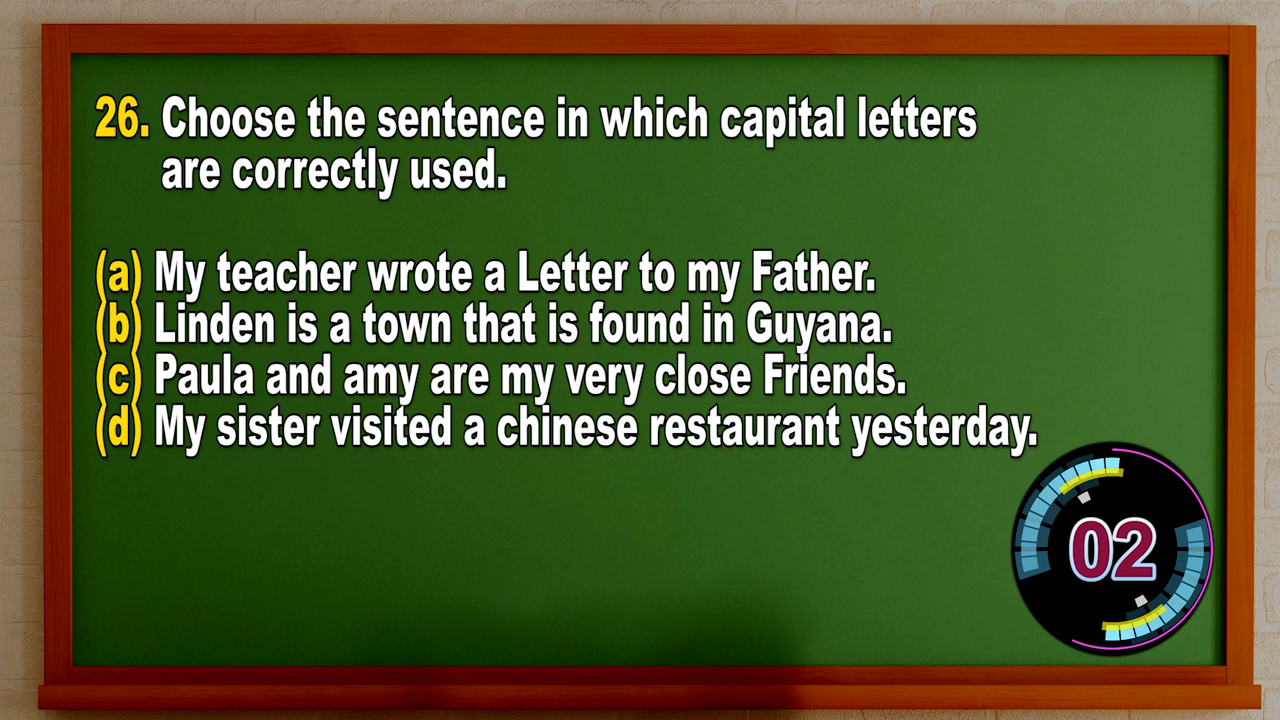 26. Choose the sentence in which capital letters
are correctly used.
(a) My teacher wrote a Letter to my Father.
(b) Linden is a town that is found in Guyana.
(c) Paula and amy are my very close Friends.
(d) My sister visited a chinese restaurant yesterday.
02